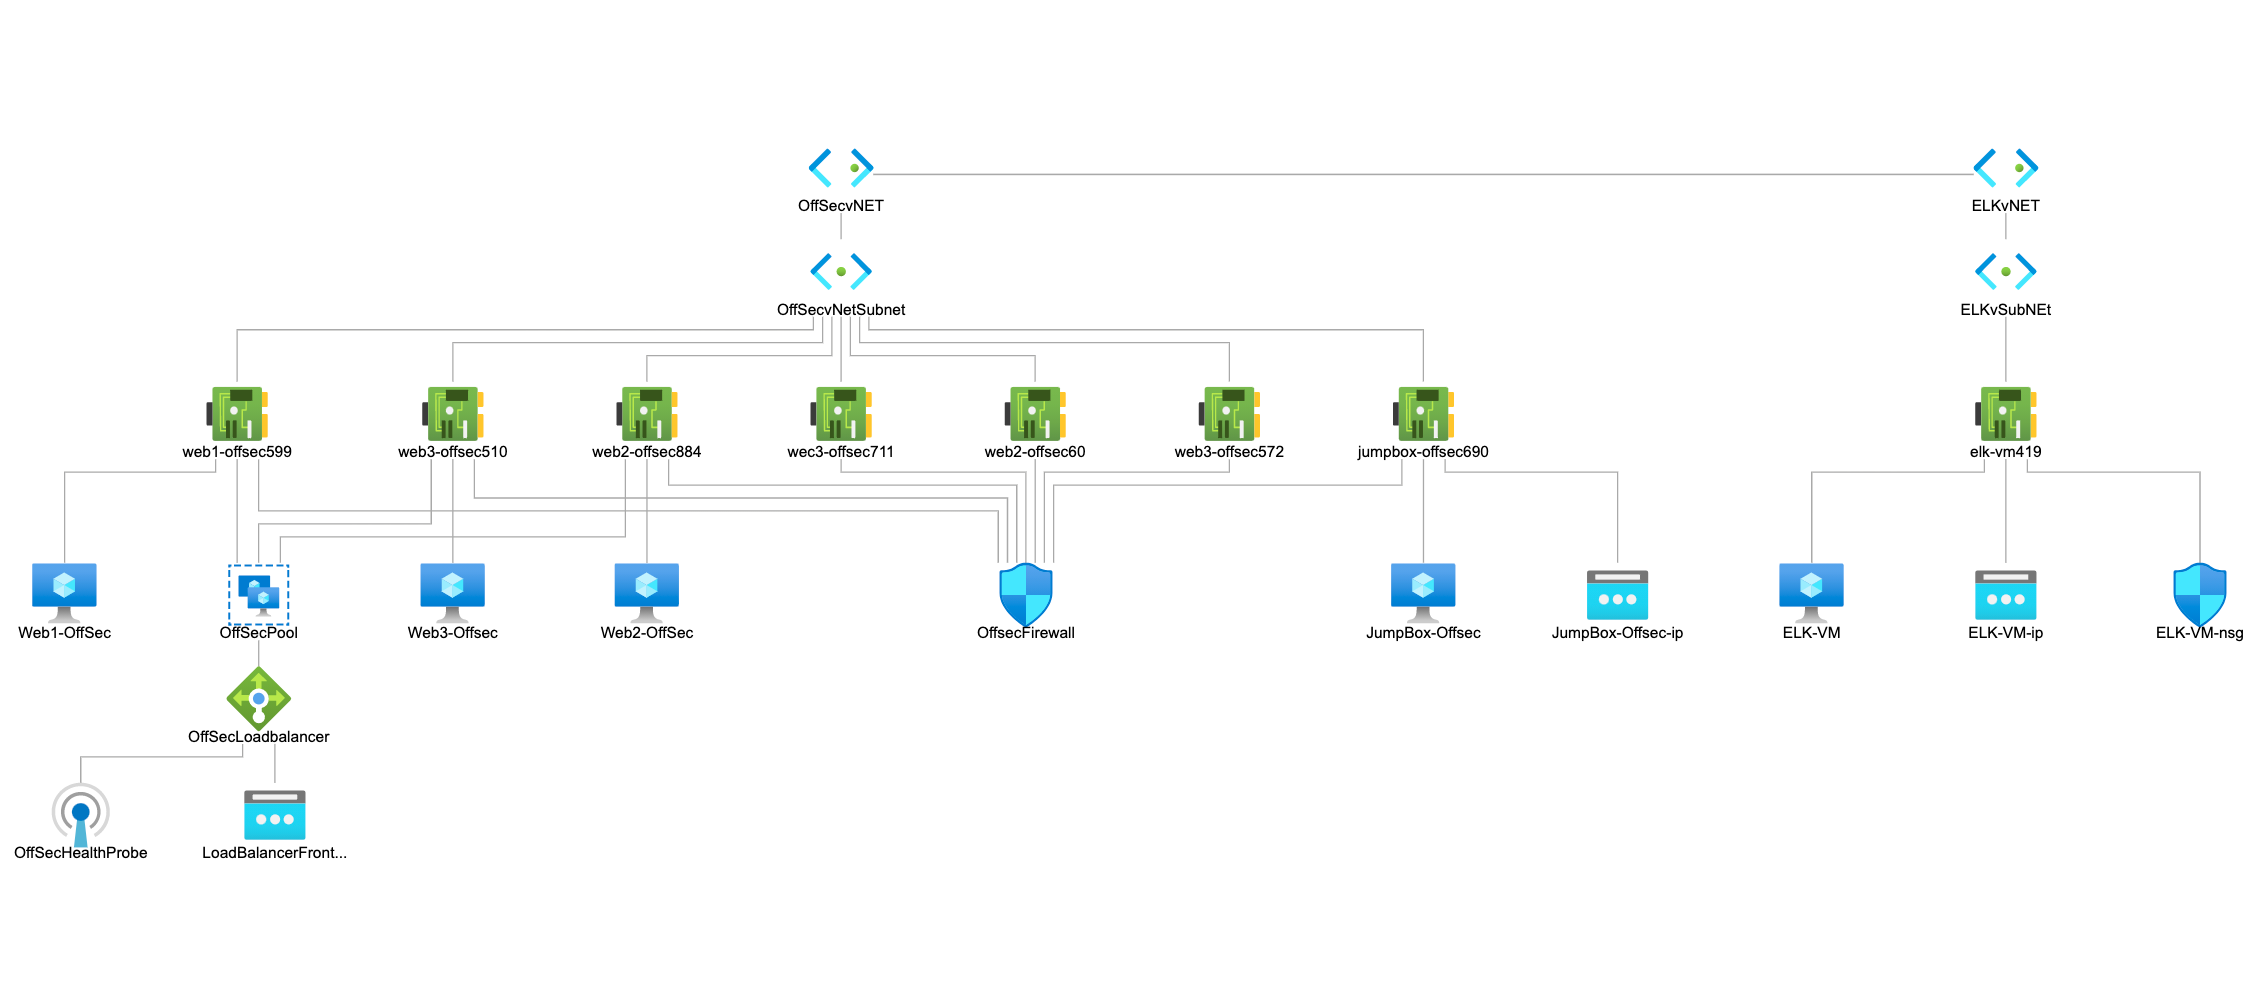 OffSecvNET
ELKvNET
OffSecvNetSubnet
ELKvSubNEt
web1-offsec599
web3-offsec510
web2-offsec884
wec3-offsec711
web2-offsec60
web3-offsec572
jumpbox-offsec690
elk-vm419
Web1-OffSec
OffSecPool
Web3-Offsec
Web2-OffSec
OffsecFirewall
JumpBox-Offsec
JumpBox-Offsec-ip
ELK-VM
ELK-VM-ip
ELK-VM-nsg
OffSecLoadbalancer
OffSecHealthProbe
LoadBalancerFront...